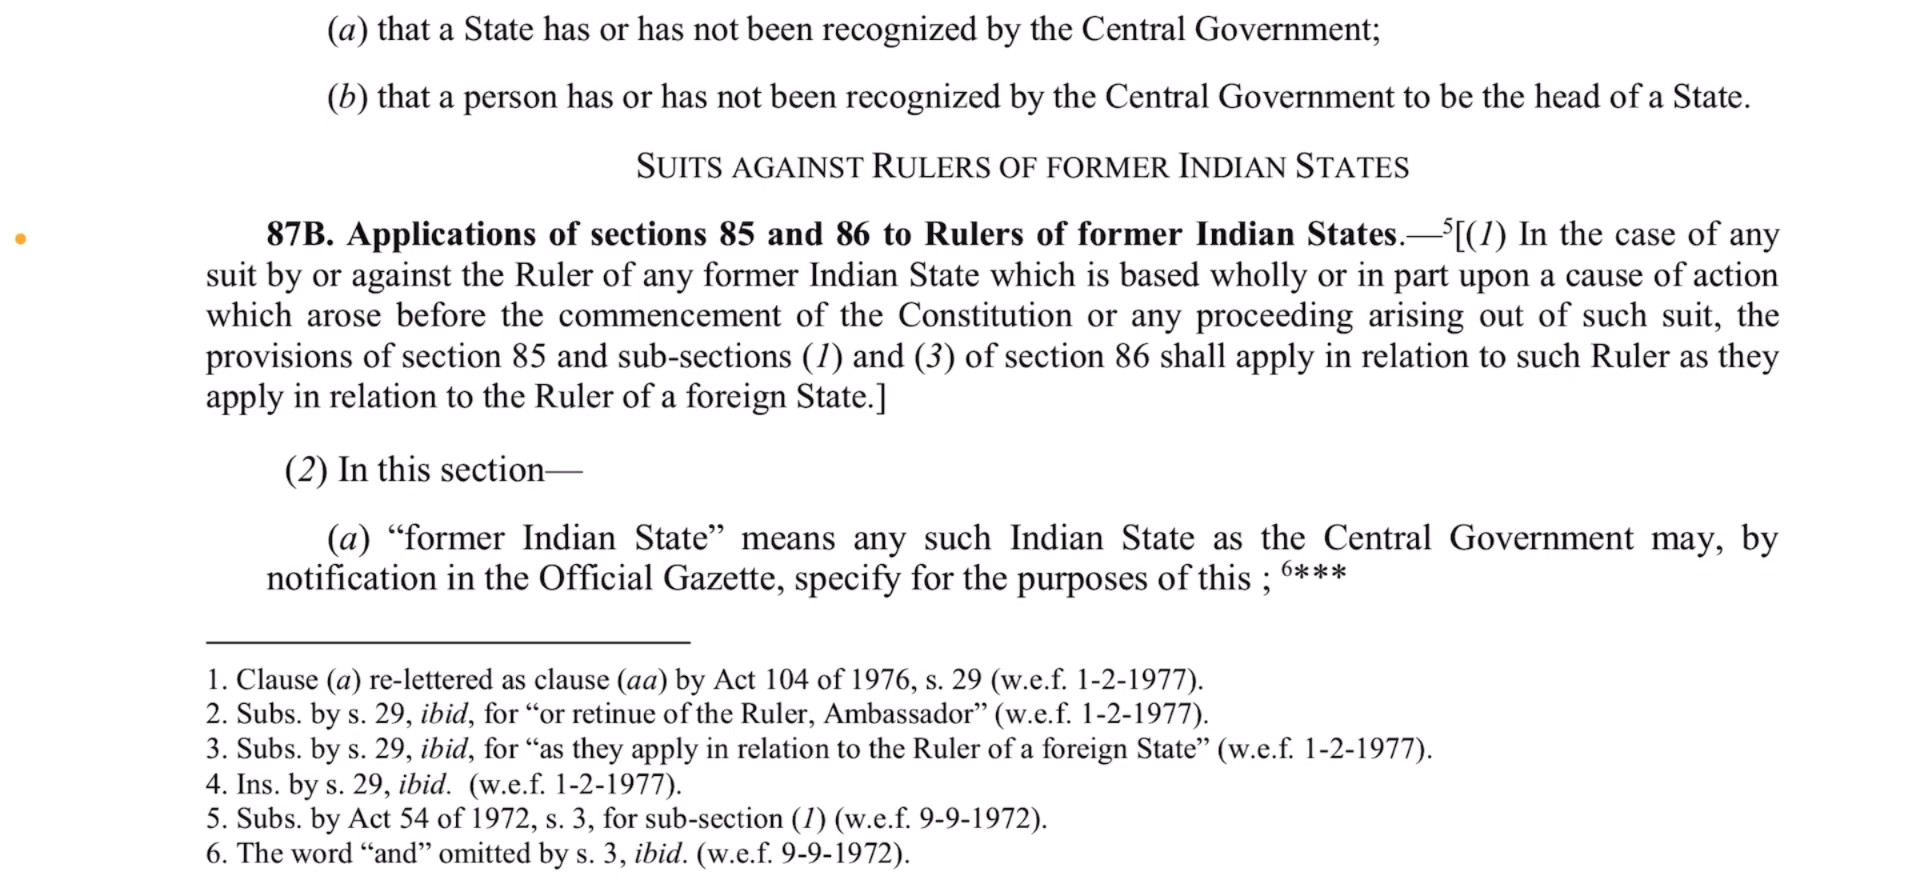 (a) that a State has or has not been recognized by the Central Government;
(b) that a person has or has not been recognized by the Central Government to be the head of a State.
SUITS AGAINST RULERS OF FORMER INDIAN STATES
87B. Applications of sections 85 and 86 to Rulers of former Indian States.—5[(1) In the case of any
suit by or against the Ruler of any former Indian State which is based wholly or in part upon a cause of action
which arose before the commencement of the Constitution or any proceeding arising out of such suit, the
provisions of section 85 and sub-sections (1) and (3) of section 86 shall apply in relation to such Ruler as they
apply in relation to the Ruler of a foreign State.]
(2) In this section—
(a) “former Indian State” means any such Indian State as the Central Government may, by
notification in the Official Gazette, specify for the purposes of this ; 6***
1. Clause (a) re-lettered as clause (aa) by Act 104 of 1976, s. 29 (w.e.f. 1-2-1977).
2. Subs. by s. 29, ibid, for “or retinue of the Ruler, Ambassador” (w.e.f. 1-2-1977).
3. Subs. by s. 29, ibid, for “as they apply in relation to the Ruler of a foreign State” (w.e.f. 1-2-1977).
4. Ins. by s. 29, ibid. (w.e.f. 1-2-1977).
5. Subs. by Act 54 of 1972, s. 3, for sub-section (1) (w.e.f. 9-9-1972).
6. The word “and” omitted by s. 3, ibid. (w.e.f. 9-9-1972).